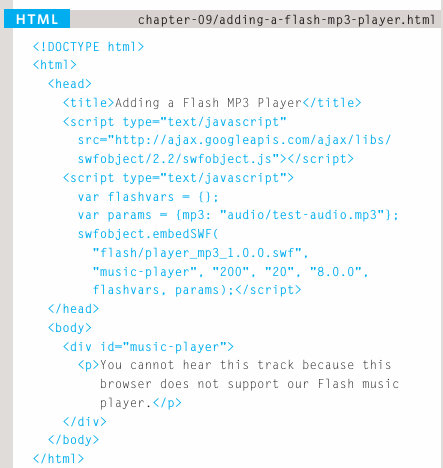 HTML
chapter-09/adding-a-flash-mp3-player.html
<!DOCTYPE html>
<html>
<head>
<title>Adding a Flash MP3 Player</title>
<script type="text/javascript"
src="http://ajax.googleapis.com/ajax/libs/
swfobject/2.2/swfobject.js"></script>
<script type="text/javascript">
var flashvars = {};
var params = {mp3: "audio/test-audio.mp3"};
swfobject.embedSWF(
"flash/player_mp3_1.0.0.swf",
"music-player", "200", "20", "8.0.0",
flashvars, params);</script>
</head>
<body>
<div id="music-player">
<p>You cannot hear this track because this
browser does not support our Flash music
player.</p>
</div>
</body>
</html>